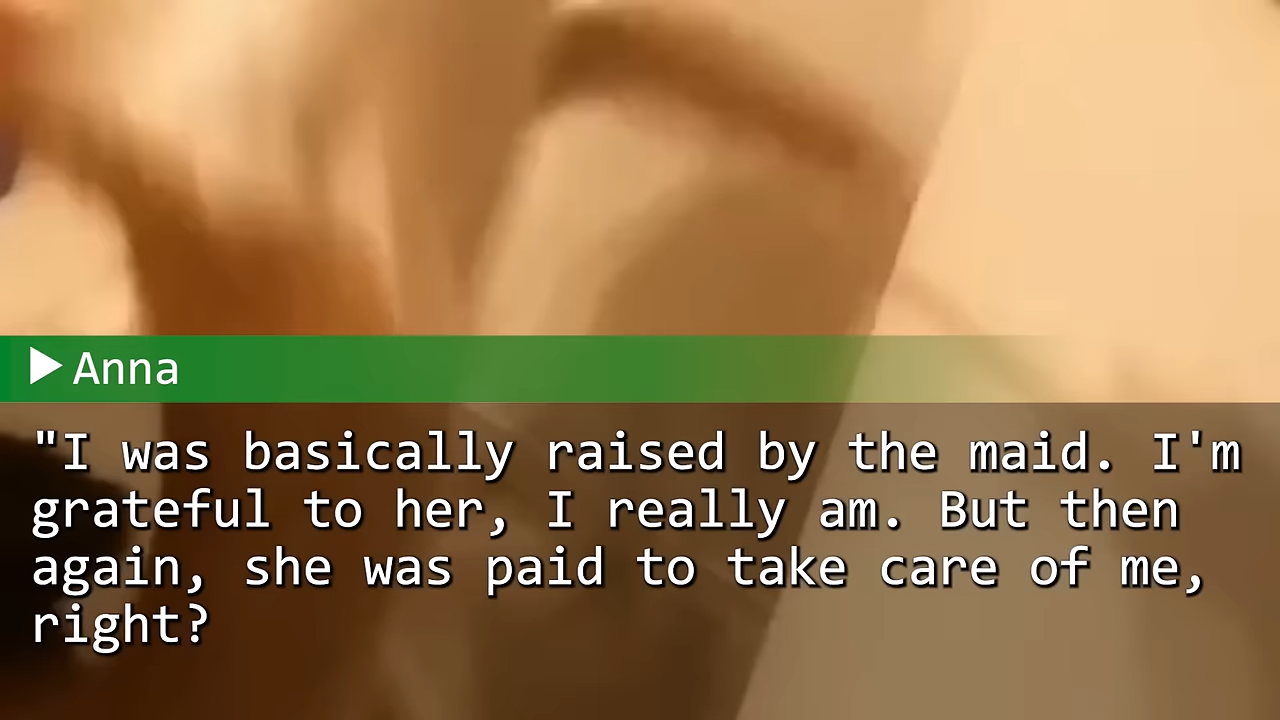 Anna
"I was basically raised by the maid. I'm
grateful to her, I really am. But then
again, she was paid to take care of me,
right?